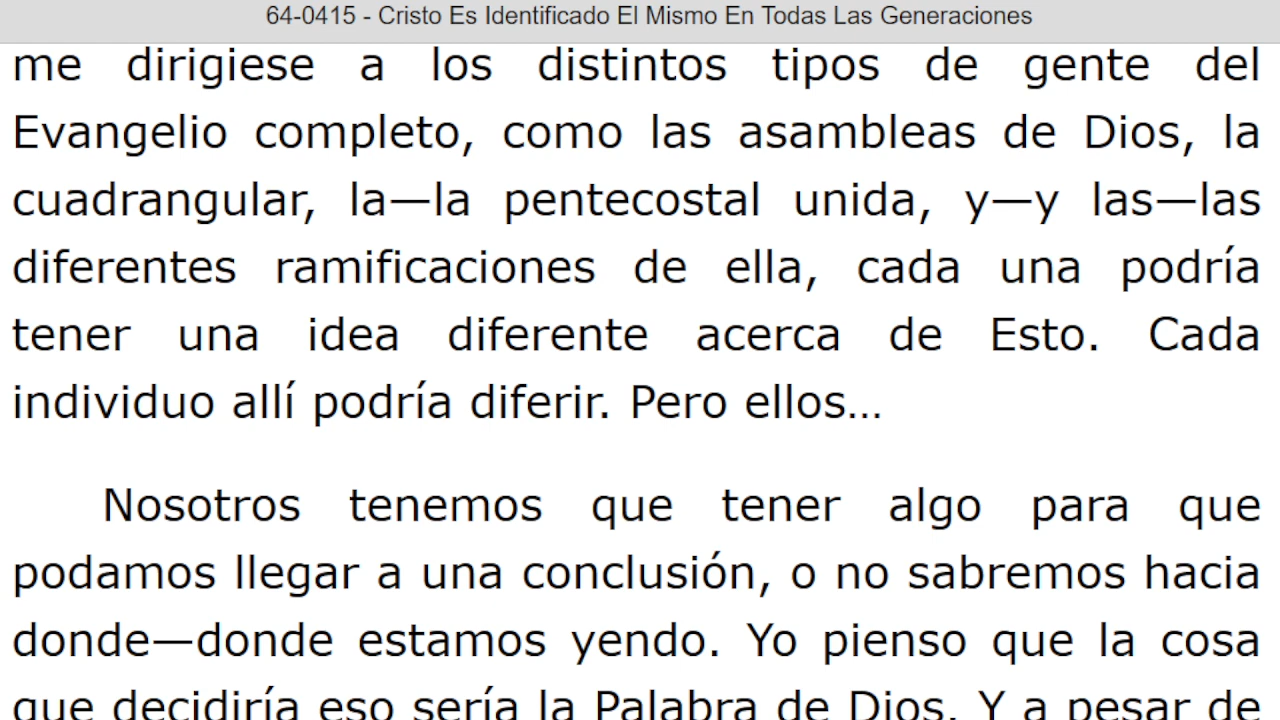 64-0415 - Cristo Es Identificado El Mismo En Todas Las Generaciones
me dirigiese a los distintos tipos de gente del
Evangelio completo, como las asambleas de Dios, la
cuadrangular, la—la pentecostal unida, y—y las—las
diferentes ramificaciones de ella, cada una podría
tener una idea diferente acerca de Esto. Cada
individuo allí podría diferir. Pero ellos...
Nosotros tenemos que tener algo para que
podamos llegar a una conclusión, o no sabremos hacia
donde—donde estamos yendo. Yo pienso que la cosa
que decidiría eso sería la Palabra de Dios. Y a pesar de